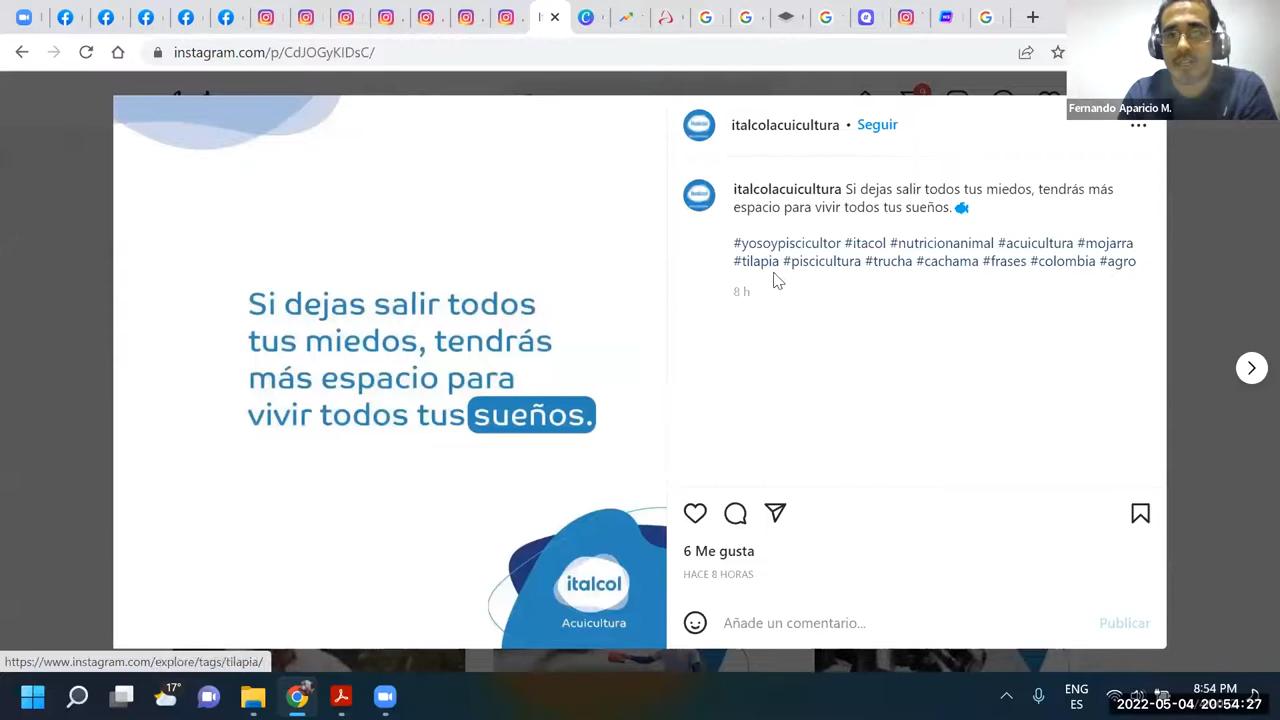 instagram.com/p/CdJOGyKlDsC/
Fernando Aparicio M.
italcolacuicultura • Seguir
italcolacuicultura Si dejas salir todos tus miedos, tendrás más
espacio para vivir todos tus sueños.
#yosoypiscicultor #itacol #nutricionanimal #acuicultura #mojarra
#tilapia #piscicultura #trucha #cachama #frases #colombia #agro
8 h
Si dejas salir todos
tus miedos, tendrás
más espacio para
vivir todos tus sueños.
italcol
Acuicultura
6 Me gusta
HACE 8 HORAS
Añade un comentario...
Publicar
https://www.instagram.com/explore/tags/tilapia/
17°
ENG
ES
8:54 PM
2022-05-04 20:54:27